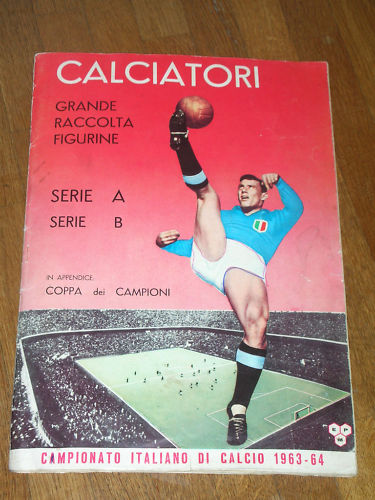 CALCIATORI
GRANDE
RACCOLTA
FIGURINE
SERIE A
SERIE B
IN APPENDICE:
COPPA dei CAMPIONI
E P
M
CAMPIONATO ITALIANO DI CALCIO 1963-64